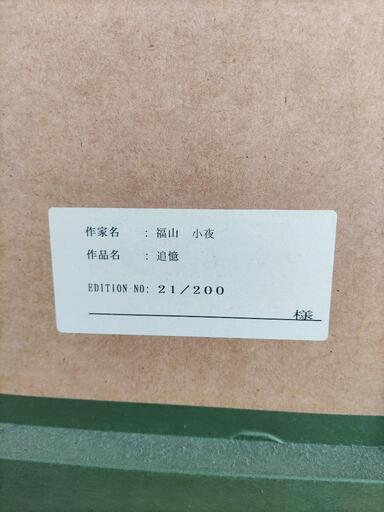 作家名 : 福山 小夜
作品名 : 追憶
EDITION NO: 21/200
様